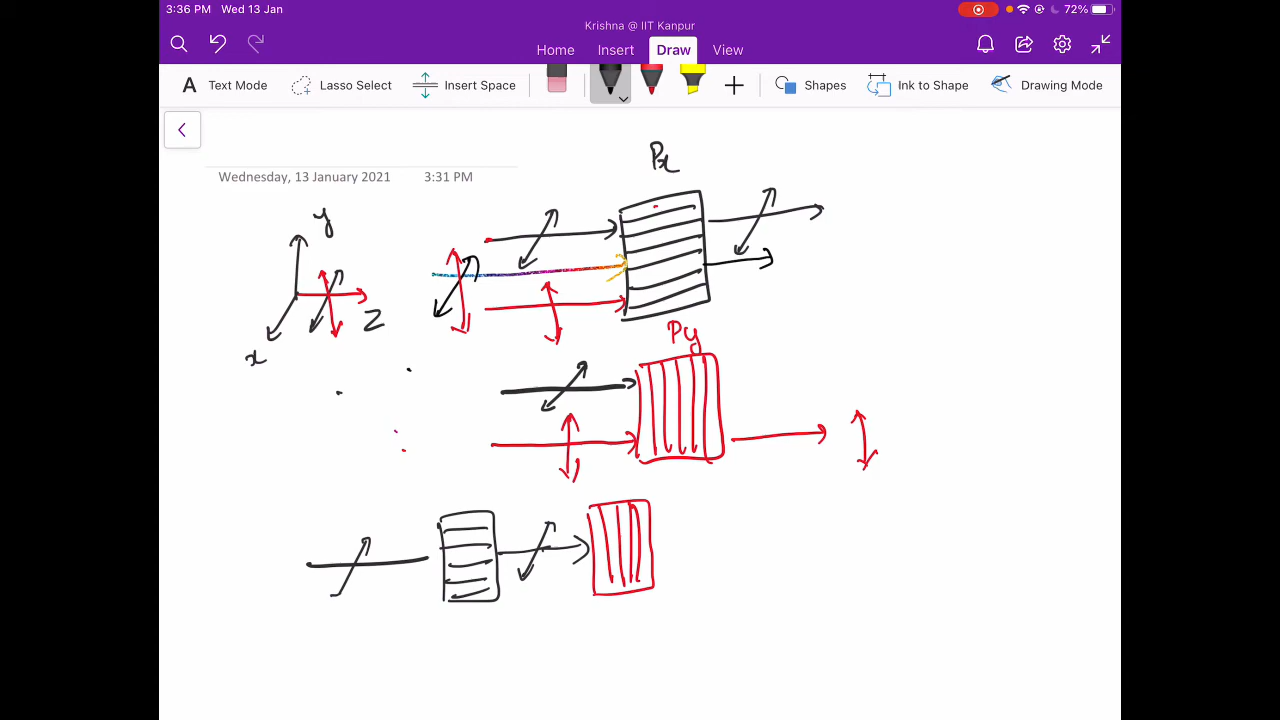 3:36 PM Wed 13 Jan
72%
Krishna @ IIT Kanpur
Home Insert Draw View
Text Mode Lasso Select Insert Space Shapes Ink to Shape Drawing Mode
Wednesday, 13 January 2021 3:31 PM
Px
y
z
x
Py